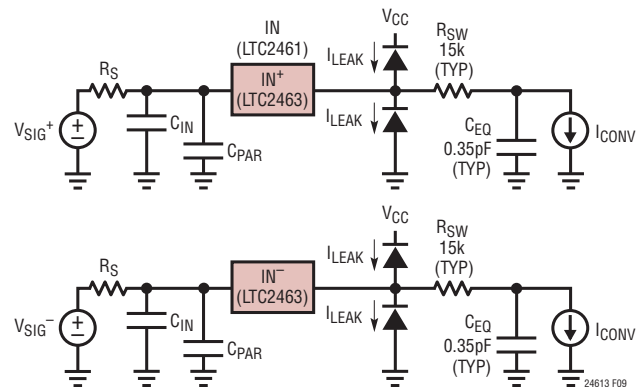 IN
(LTC2461)
VCC
RSW
15k
(TYP)
ILEAK
RS
IN+
(LTC2463)
VSIG+
CIN
CPAR
ILEAK
CEQ
0.35pF
(TYP)
ICONV
VCC
RSW
15k
(TYP)
ILEAK
RS
IN−
(LTC2463)
VSIG−
CIN
CPAR
ILEAK
CEQ
0.35pF
(TYP)
ICONV
24613 F09